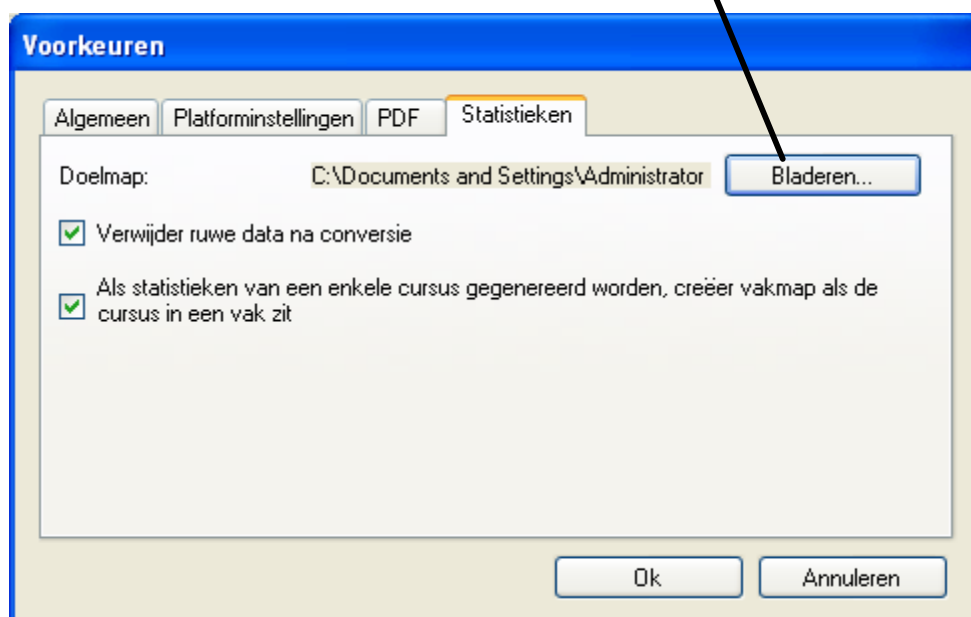 Voorkeuren
Algemeen Platforminstellingen PDF Statistieken
Doelmap: C:\Documents and Settings\Administrator Bladeren...
Verwijder ruwe data na conversie
Als statistieken van een enkele cursus gegenereerd worden, creëer vakmap als de
cursus in een vak zit
Ok Annuleren